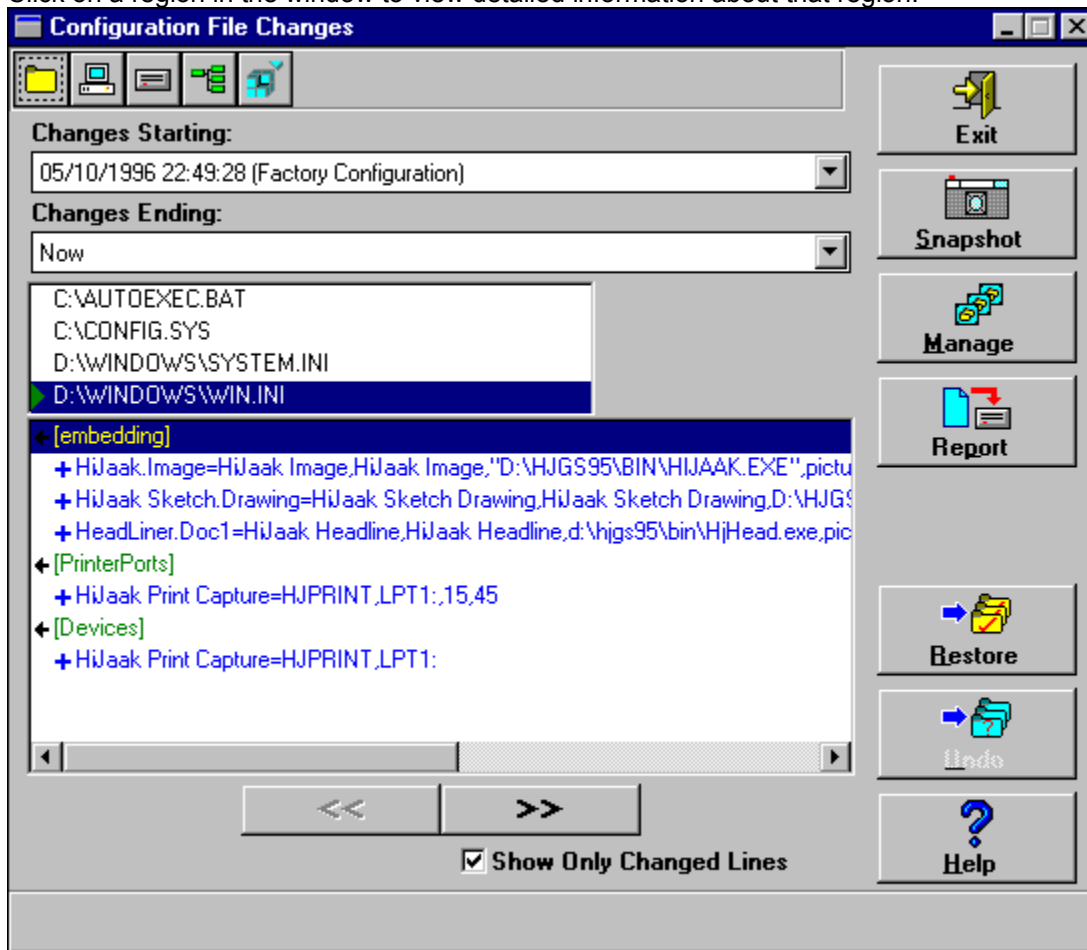 Click on a region in the window to view detailed information about that region.
Configuration File Changes
Changes Starting:
05/10/1996 22:49:28 (Factory Configuration)
Changes Ending:
Now
C:\AUTOEXEC.BAT
C:\CONFIG.SYS
D:\WINDOWS\SYSTEM.INI
D:\WINDOWS\WIN.INI
[embedding]
+HiJaak.Image=HiJaak Image,HiJaak Image,"D:\HJGS95\BIN\HIJAAK.EXE",pictu
+HiJaak Sketch.Drawing=HiJaak Sketch Drawing,HiJaak Sketch Drawing,D:\HJGS
+HeadLiner.Doc1=HiJaak Headline,HiJaak Headline,d:\hjgs95\bin\HjHead.exe,pic
[PrinterPorts]
+HiJaak Print Capture=HJPRINT,LPT1:,15,45
[Devices]
+HiJaak Print Capture=HJPRINT,LPT1:
<< >>
Show Only Changed Lines
Exit
Snapshot
Manage
Report
Restore
Undo
Help